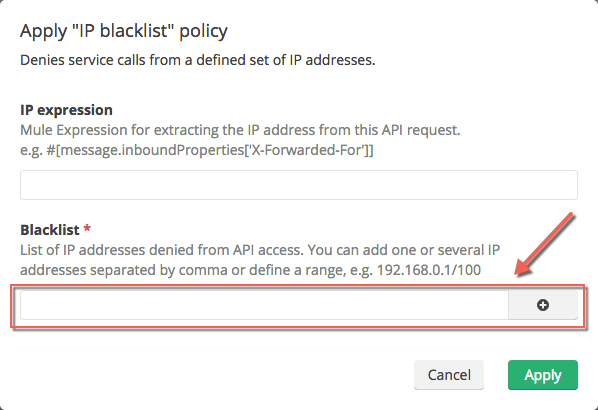 Apply "IP blacklist" policy
Denies service calls from a defined set of IP addresses.
IP expression
Mule Expression for extracting the IP address from this API request.
e.g. #[message.inboundProperties['X-Forwarded-For']]
Blacklist *
List of IP addresses denied from API access. You can add one or several IP
addresses separated by comma or define a range, e.g. 192.168.0.1/100
Cancel
Apply